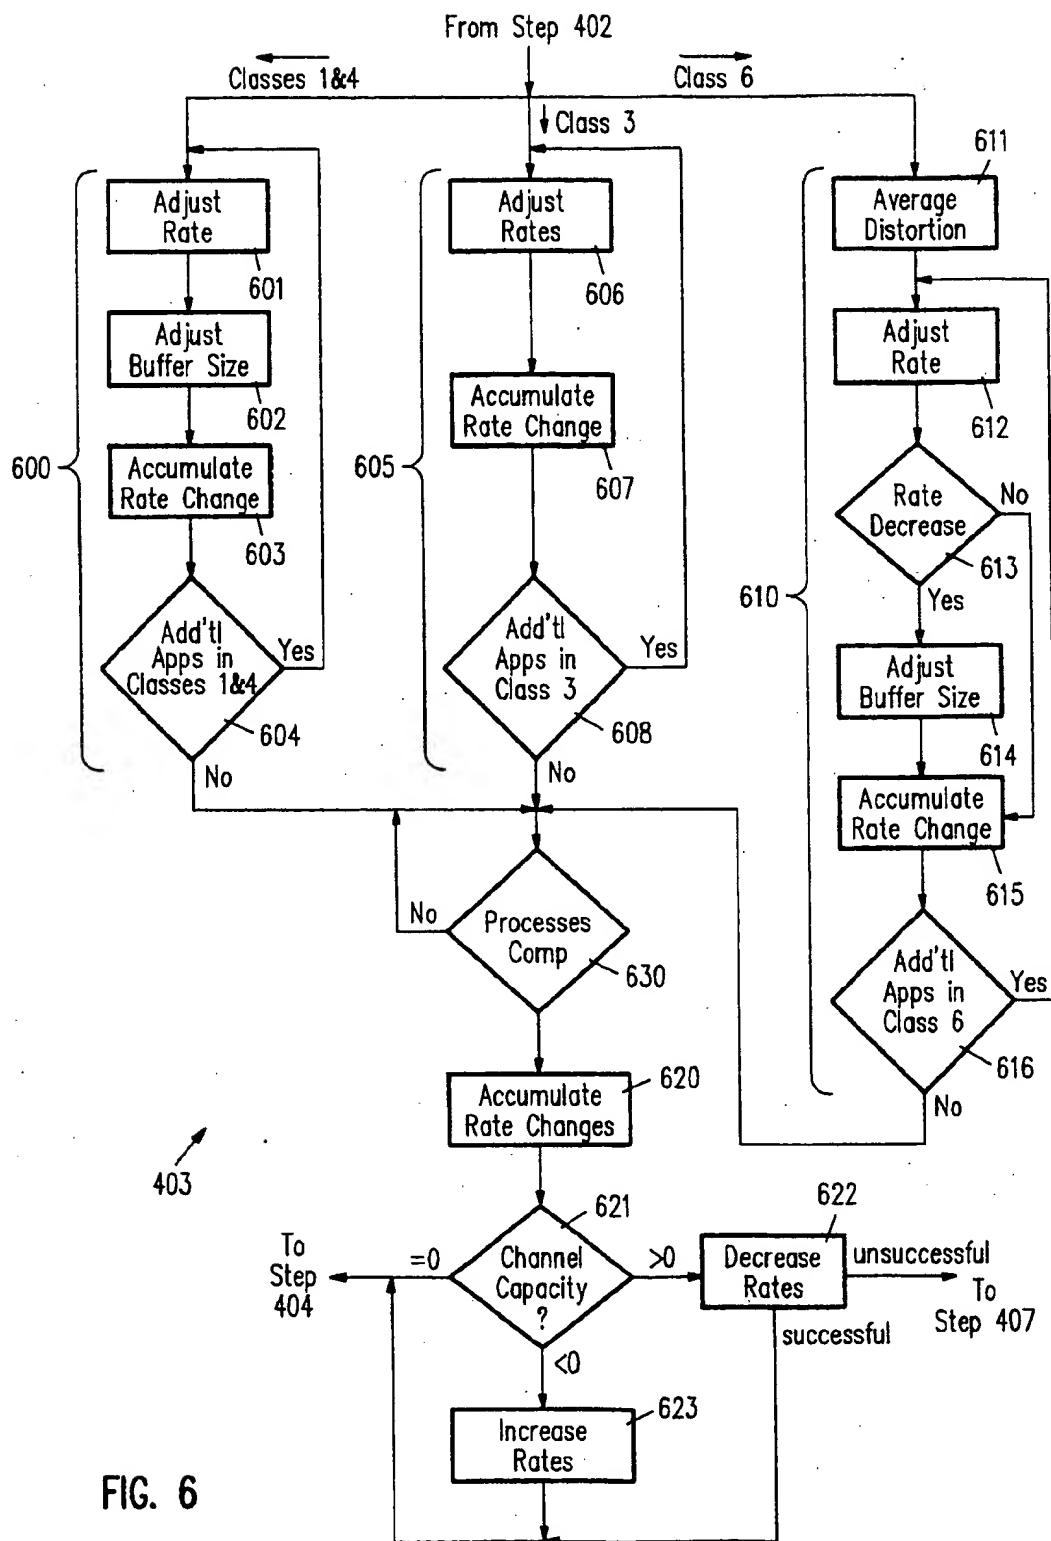 From Step 402
Classes 1&4
Class 6
Class 3
611
Adjust
Rate
601
Adjust
Rates
606
Average
Distortion
Adjust
Buffer Size
602
Adjust
Rate
612
Accumulate
Rate Change
607
600
Accumulate
Rate Change
603
605
Rate
Decrease
No
613
Yes
610
Add'tl
Apps in
Classes 1&4
Yes
604
No
Add'tl
Apps in
Class 3
Yes
608
No
Adjust
Buffer Size
614
Accumulate
Rate Change
615
No
Processes
Comp
630
Add'tl
Apps in
Class 6
Yes
616
No
Accumulate
Rate Changes
620
403
621
622
To
Step
404
=0
Channel
Capacity
?
>0
Decrease
Rates
unsuccessful
To
Step 407
successful
<0
623
Increase
Rates
FIG. 6